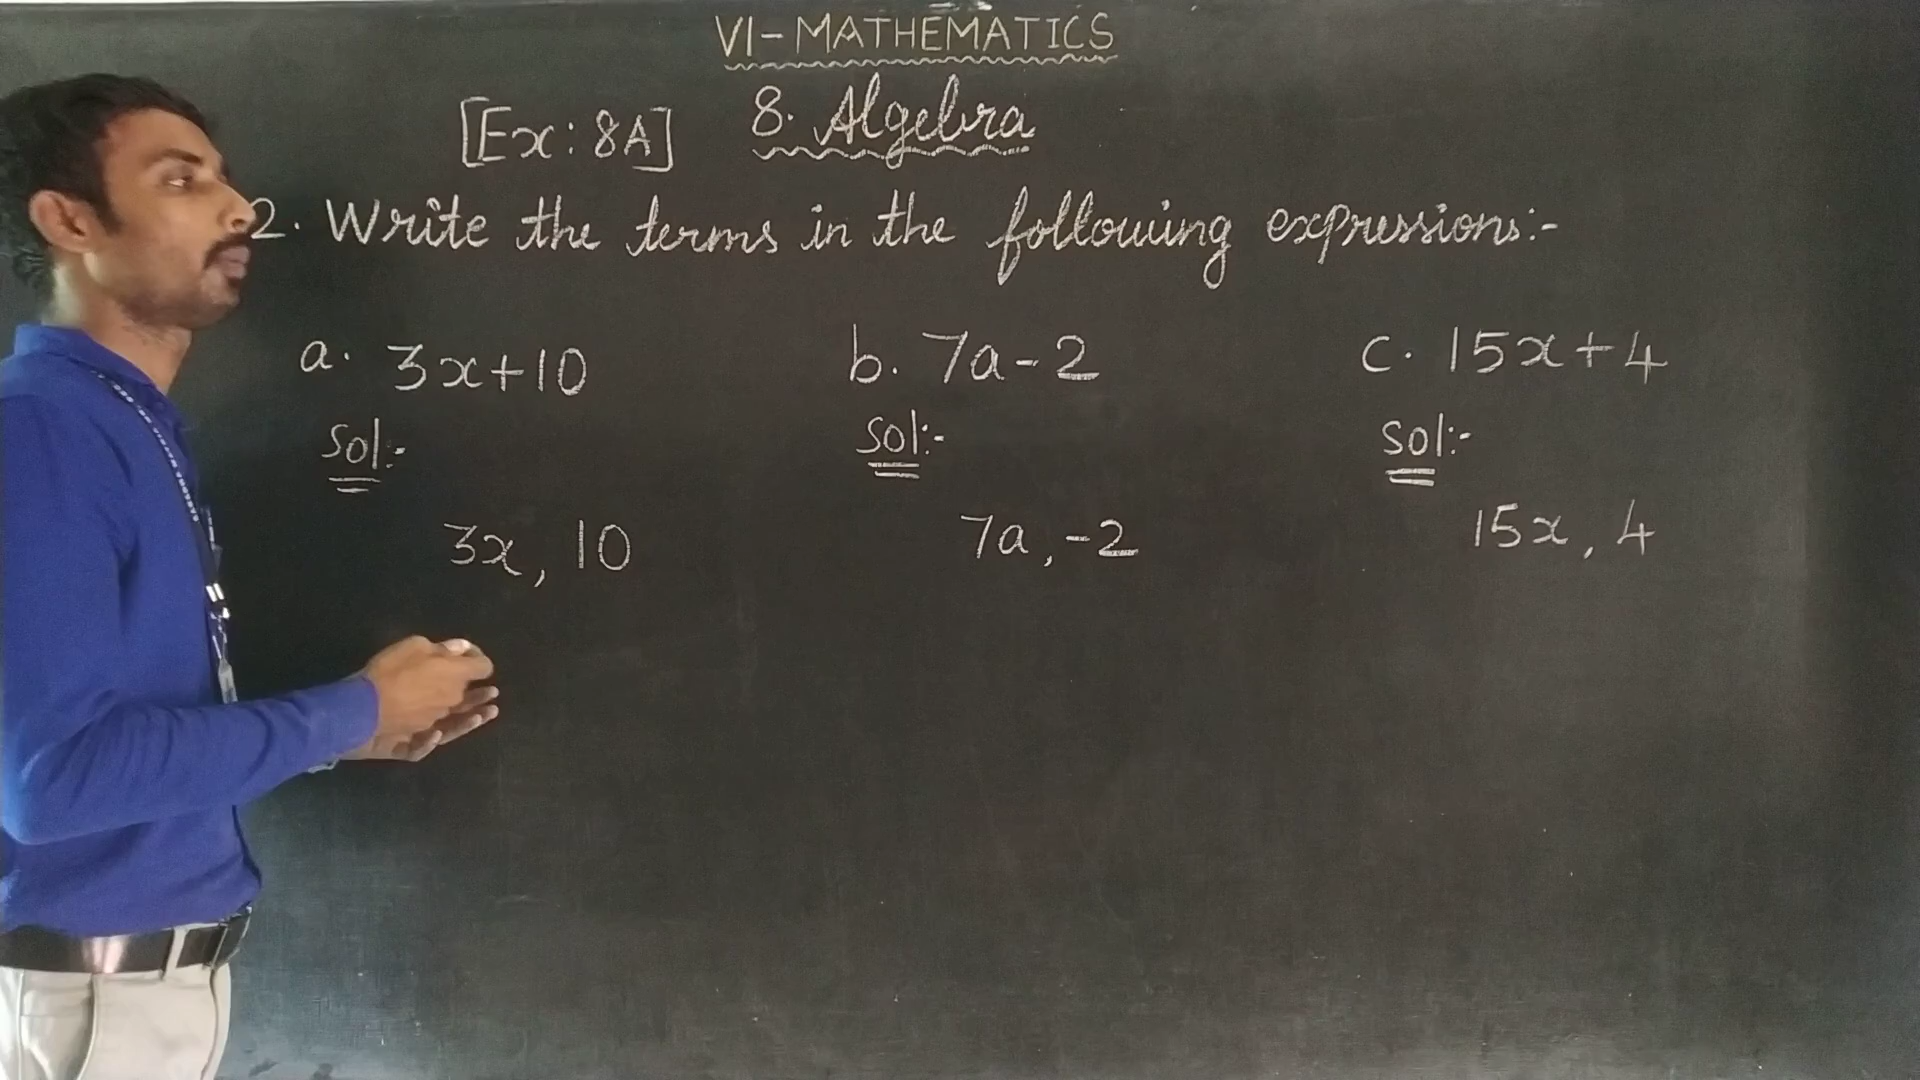 VI-MATHEMATICS
[Ex: 8A] 8. Algebra
2. Write the terms in the following expressions:-
a. 3x+10 b. 7a-2 c. 15x+4
Sol:- Sol:- Sol:-
3x, 10 7a, -2 15x, 4